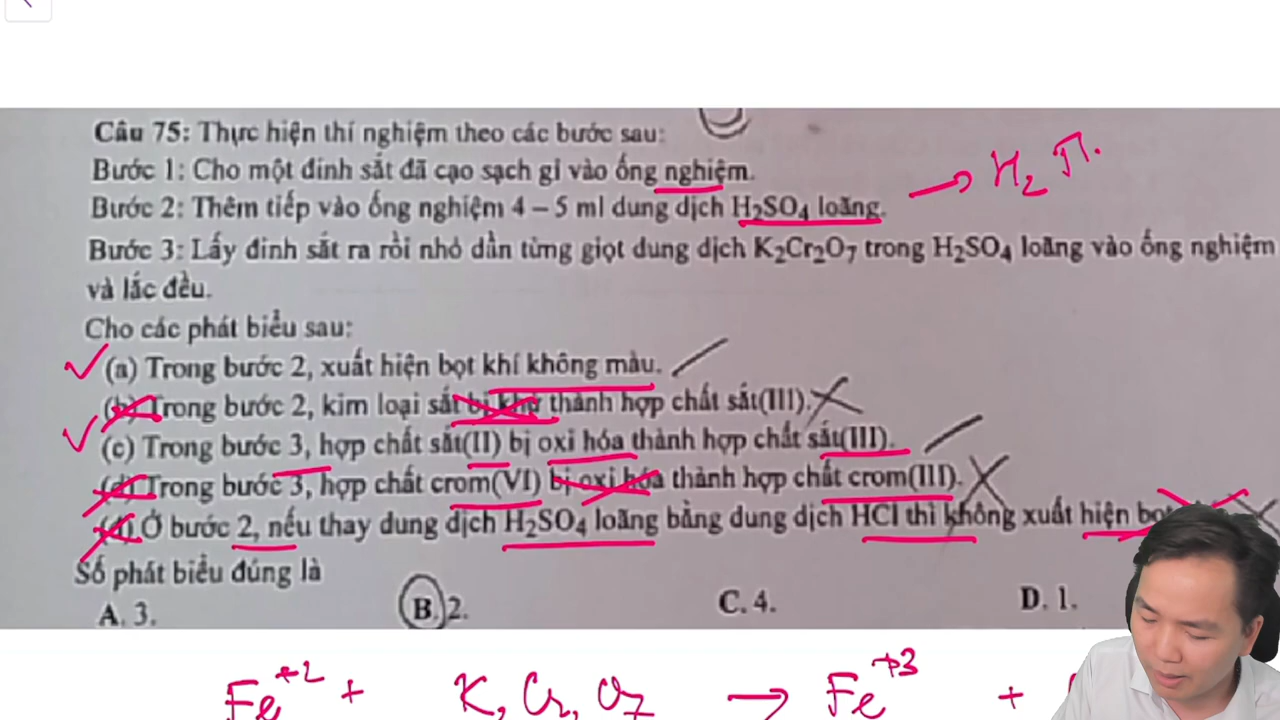 Câu 75: Thực hiện thí nghiệm theo các bước sau:
Bước 1: Cho một đinh sắt đã cạo sạch gỉ vào ống nghiệm.
Bước 2: Thêm tiếp vào ống nghiệm 4 – 5 ml dung dịch H₂SO₄ loãng. → H₂
Bước 3: Lấy đinh sắt ra rồi nhỏ dần từng giọt dung dịch K₂Cr₂O₇ trong H₂SO₄ loãng vào ống nghiệm
và lắc đều.
Cho các phát biểu sau:
(a) Trong bước 2, xuất hiện bọt khí không màu.
(b) Trong bước 2, kim loại sắt bị khử thành hợp chất sắt(III).
(c) Trong bước 3, hợp chất sắt(II) bị oxi hóa thành hợp chất sắt(III).
(d) Trong bước 3, hợp chất crom(VI) bị oxi hóa thành hợp chất crom(III).
Ở bước 2, nếu thay dung dịch H₂SO₄ loãng bằng dung dịch HCl thì không xuất hiện bọt
Số phát biểu đúng là
A. 3. B. 2. C. 4. D. 1.
Fe⁺² + K₂Cr₂O₇ → Fe⁺³ +